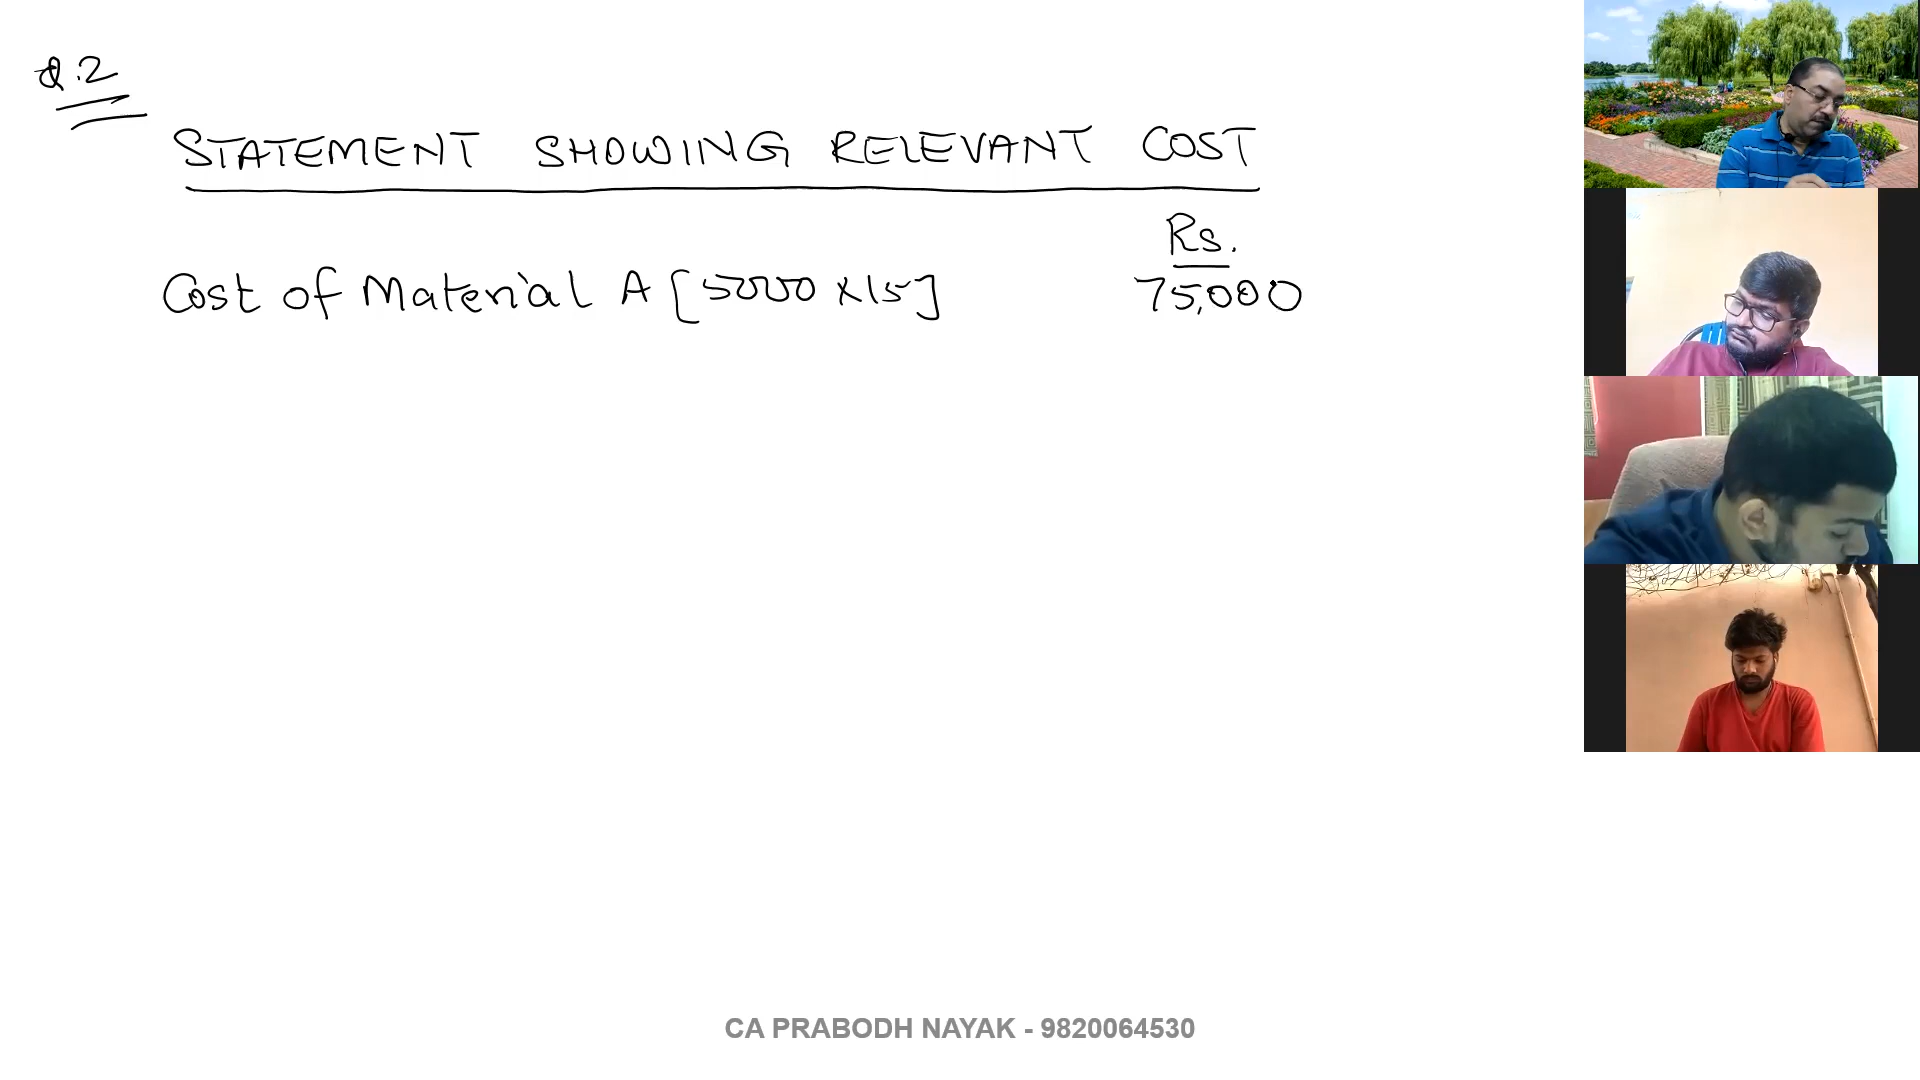 Q.2
STATEMENT SHOWING RELEVANT COST
Rs.
Cost of Material A [5000 x 15] 75,000
CA PRABODH NAYAK - 9820064530